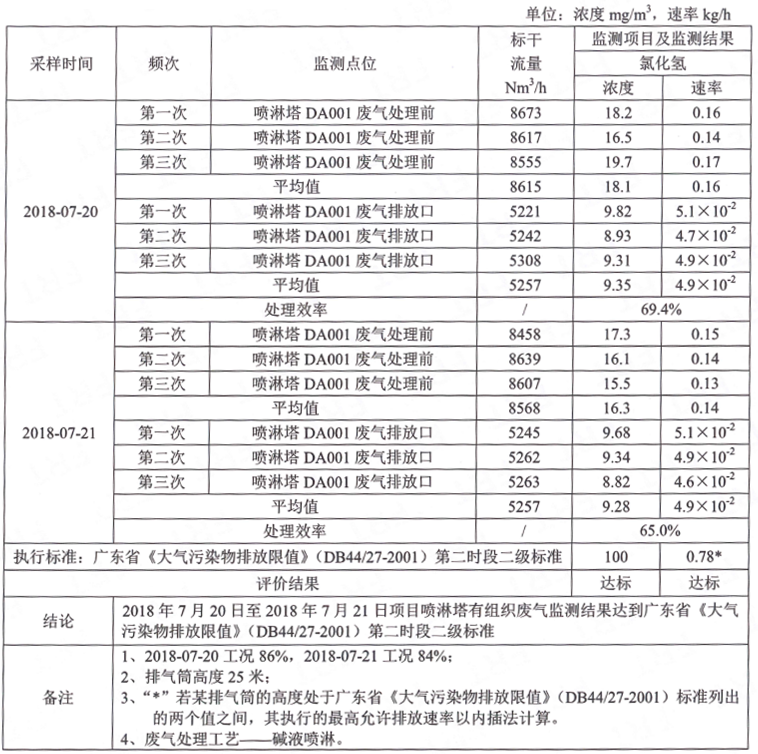 单位：浓度 mg/m³，速率 kg/h
采样时间 频次 监测点位 标干流量 Nm³/h 监测项目及监测结果
氯化氢
浓度 速率
2018-07-20 第一次 喷淋塔 DA001 废气处理前 8673 18.2 0.16
第二次 喷淋塔 DA001 废气处理前 8617 16.5 0.14
第三次 喷淋塔 DA001 废气处理前 8555 19.7 0.17
平均值 8615 18.1 0.16
第一次 喷淋塔 DA001 废气排放口 5221 9.82 5.1×10⁻²
第二次 喷淋塔 DA001 废气排放口 5242 8.93 4.7×10⁻²
第三次 喷淋塔 DA001 废气排放口 5308 9.31 4.9×10⁻²
平均值 5257 9.35 4.9×10⁻²
处理效率 / 69.4%
2018-07-21 第一次 喷淋塔 DA001 废气处理前 8458 17.3 0.15
第二次 喷淋塔 DA001 废气处理前 8639 16.1 0.14
第三次 喷淋塔 DA001 废气处理前 8607 15.5 0.13
平均值 8568 16.3 0.14
第一次 喷淋塔 DA001 废气排放口 5245 9.68 5.1×10⁻²
第二次 喷淋塔 DA001 废气排放口 5262 9.34 4.9×10⁻²
第三次 喷淋塔 DA001 废气排放口 5263 8.82 4.6×10⁻²
平均值 5257 9.28 4.9×10⁻²
处理效率 / 65.0%
执行标准：广东省《大气污染物排放限值》（DB44/27-2001）第二时段二级标准 100 0.78*
评价结果 达标 达标
结论 2018 年 7 月 20 日至 2018 年 7 月 21 日项目喷淋塔有组织废气监测结果达到广东省《大气
污染物排放限值》（DB44/27-2001）第二时段二级标准
备注 1、2018-07-20 工况 86%，2018-07-21 工况 84%；
2、排气筒高度 25 米；
3、“*”若某排气筒的高度处于广东省《大气污染物排放限值》（DB44/27-2001）标准列出
的两个值之间，其执行的最高允许排放速率以内插法计算。
4、废气处理工艺——碱液喷淋。